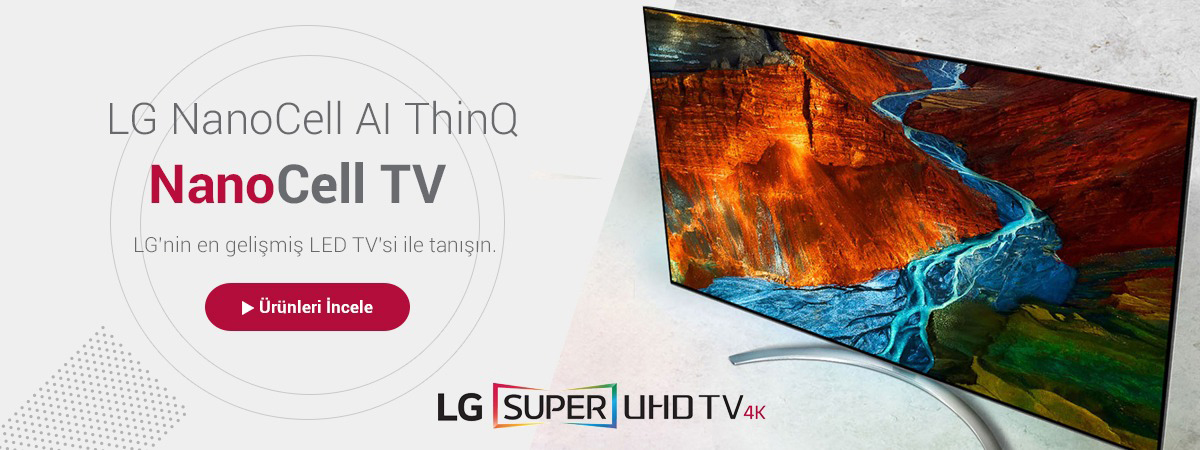 LG NanoCell AI ThinQ
NanoCell TV
LG'nin en gelişmiş LED TV'si ile tanışın.
Ürünleri İncele
LG SUPER UHD TV 4K